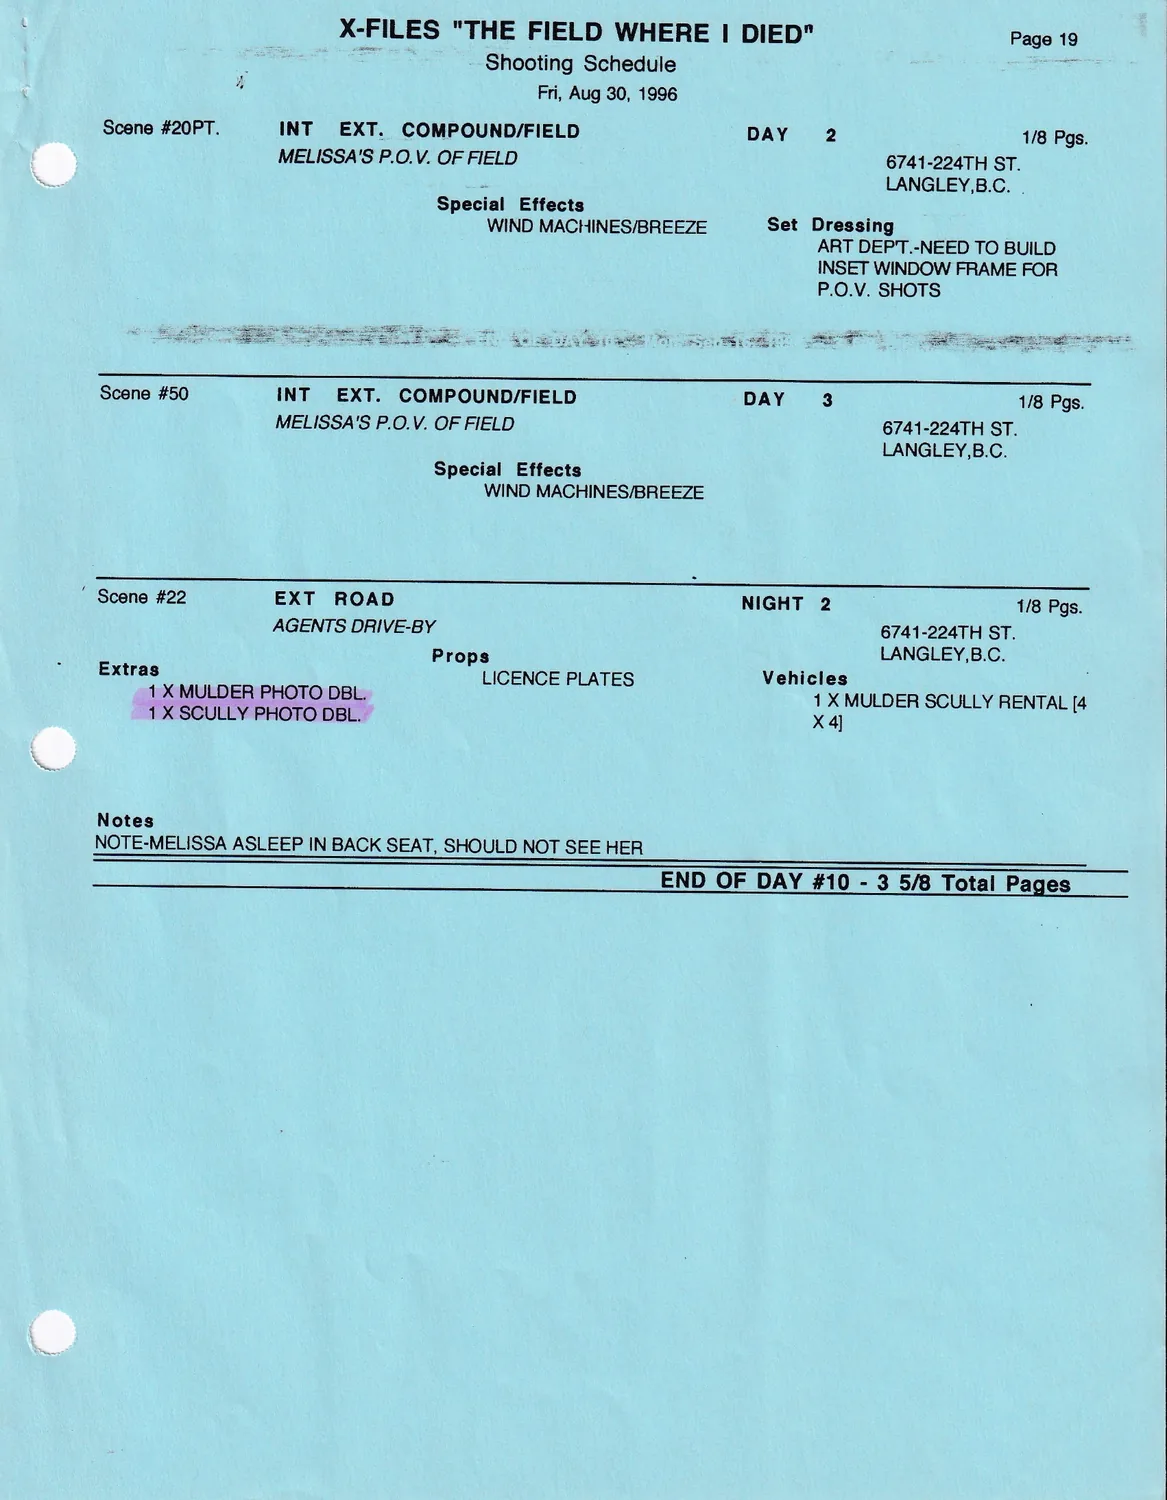 X-FILES "THE FIELD WHERE I DIED"
Page 19
Shooting Schedule
Fri, Aug 30, 1996
Scene #20PT. INT EXT. COMPOUND/FIELD DAY 2 1/8 Pgs.
MELISSA'S P.O.V. OF FIELD 6741-224TH ST.
LANGLEY,B.C.
Special Effects
WIND MACHINES/BREEZE
Set Dressing
ART DEPT.-NEED TO BUILD
INSET WINDOW FRAME FOR
P.O.V. SHOTS
Scene #50 INT EXT. COMPOUND/FIELD DAY 3 1/8 Pgs.
MELISSA'S P.O.V. OF FIELD 6741-224TH ST.
LANGLEY,B.C.
Special Effects
WIND MACHINES/BREEZE
Scene #22 EXT ROAD NIGHT 2 1/8 Pgs.
AGENTS DRIVE-BY 6741-224TH ST.
LANGLEY,B.C.
Extras
1 X MULDER PHOTO DBL.
1 X SCULLY PHOTO DBL.
Props
LICENCE PLATES
Vehicles
1 X MULDER SCULLY RENTAL [4
X 4]
Notes
NOTE-MELISSA ASLEEP IN BACK SEAT, SHOULD NOT SEE HER
END OF DAY #10 - 3 5/8 Total Pages